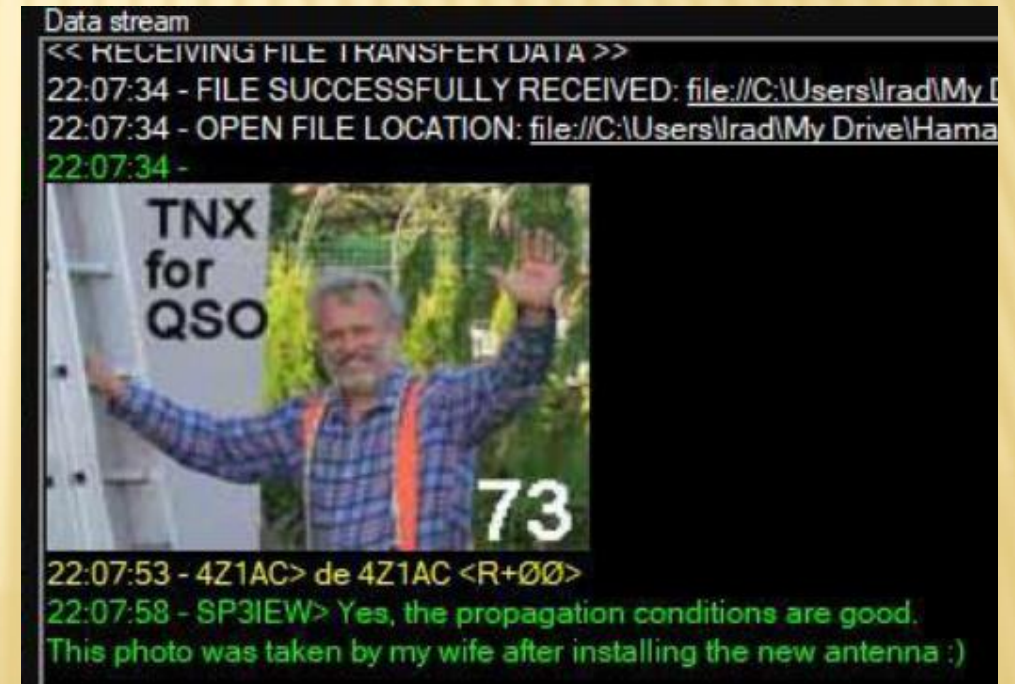 Data stream
<< RECEIVING FILE TRANSFER DATA >>
22:07:34 - FILE SUCCESSFULLY RECEIVED: file://C:\Users\Irad\My D
22:07:34 - OPEN FILE LOCATION: file://C:\Users\Irad\My Drive\Hama
22:07:34 -
TNX
for
QSO
73
22:07:53 - 4Z1AC> de 4Z1AC <R+ØØ>
22:07:58 - SP3IEW> Yes, the propagation conditions are good.
This photo was taken by my wife after installing the new antenna :)